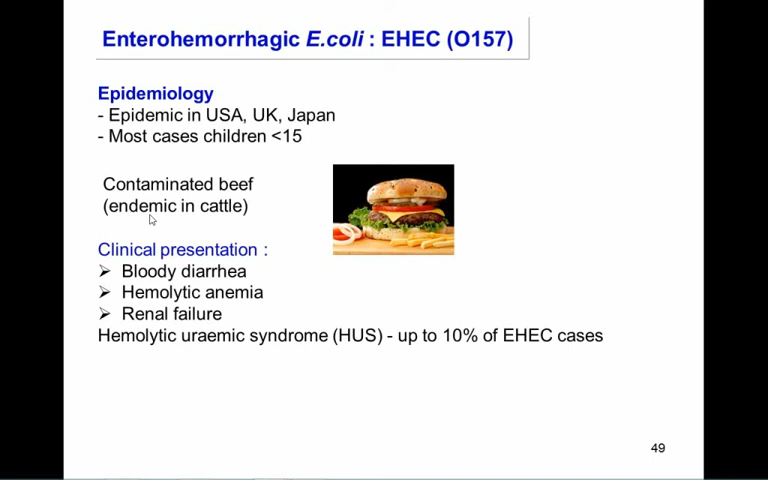 Enterohemorrhagic E.coli : EHEC (O157)
Epidemiology
- Epidemic in USA, UK, Japan
- Most cases children <15
Contaminated beef
(endemic in cattle)
Clinical presentation :
➢ Bloody diarrhea
➢ Hemolytic anemia
➢ Renal failure
Hemolytic uraemic syndrome (HUS) - up to 10% of EHEC cases
49